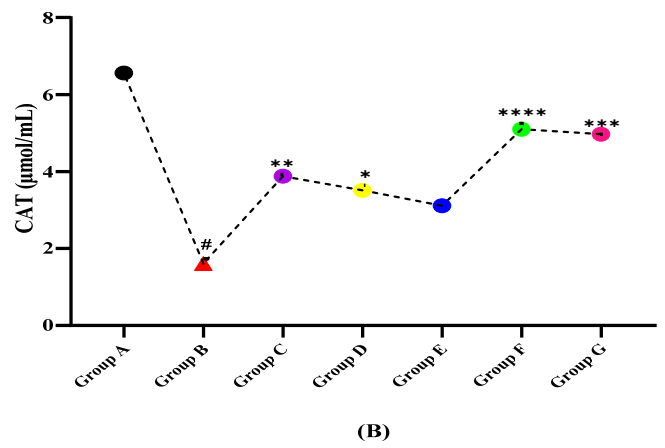 8
6
4
2
0
CAT (µmol/mL)
#
**
*
****
***
Group A
Group B
Group C
Group D
Group E
Group F
Group G
(B)